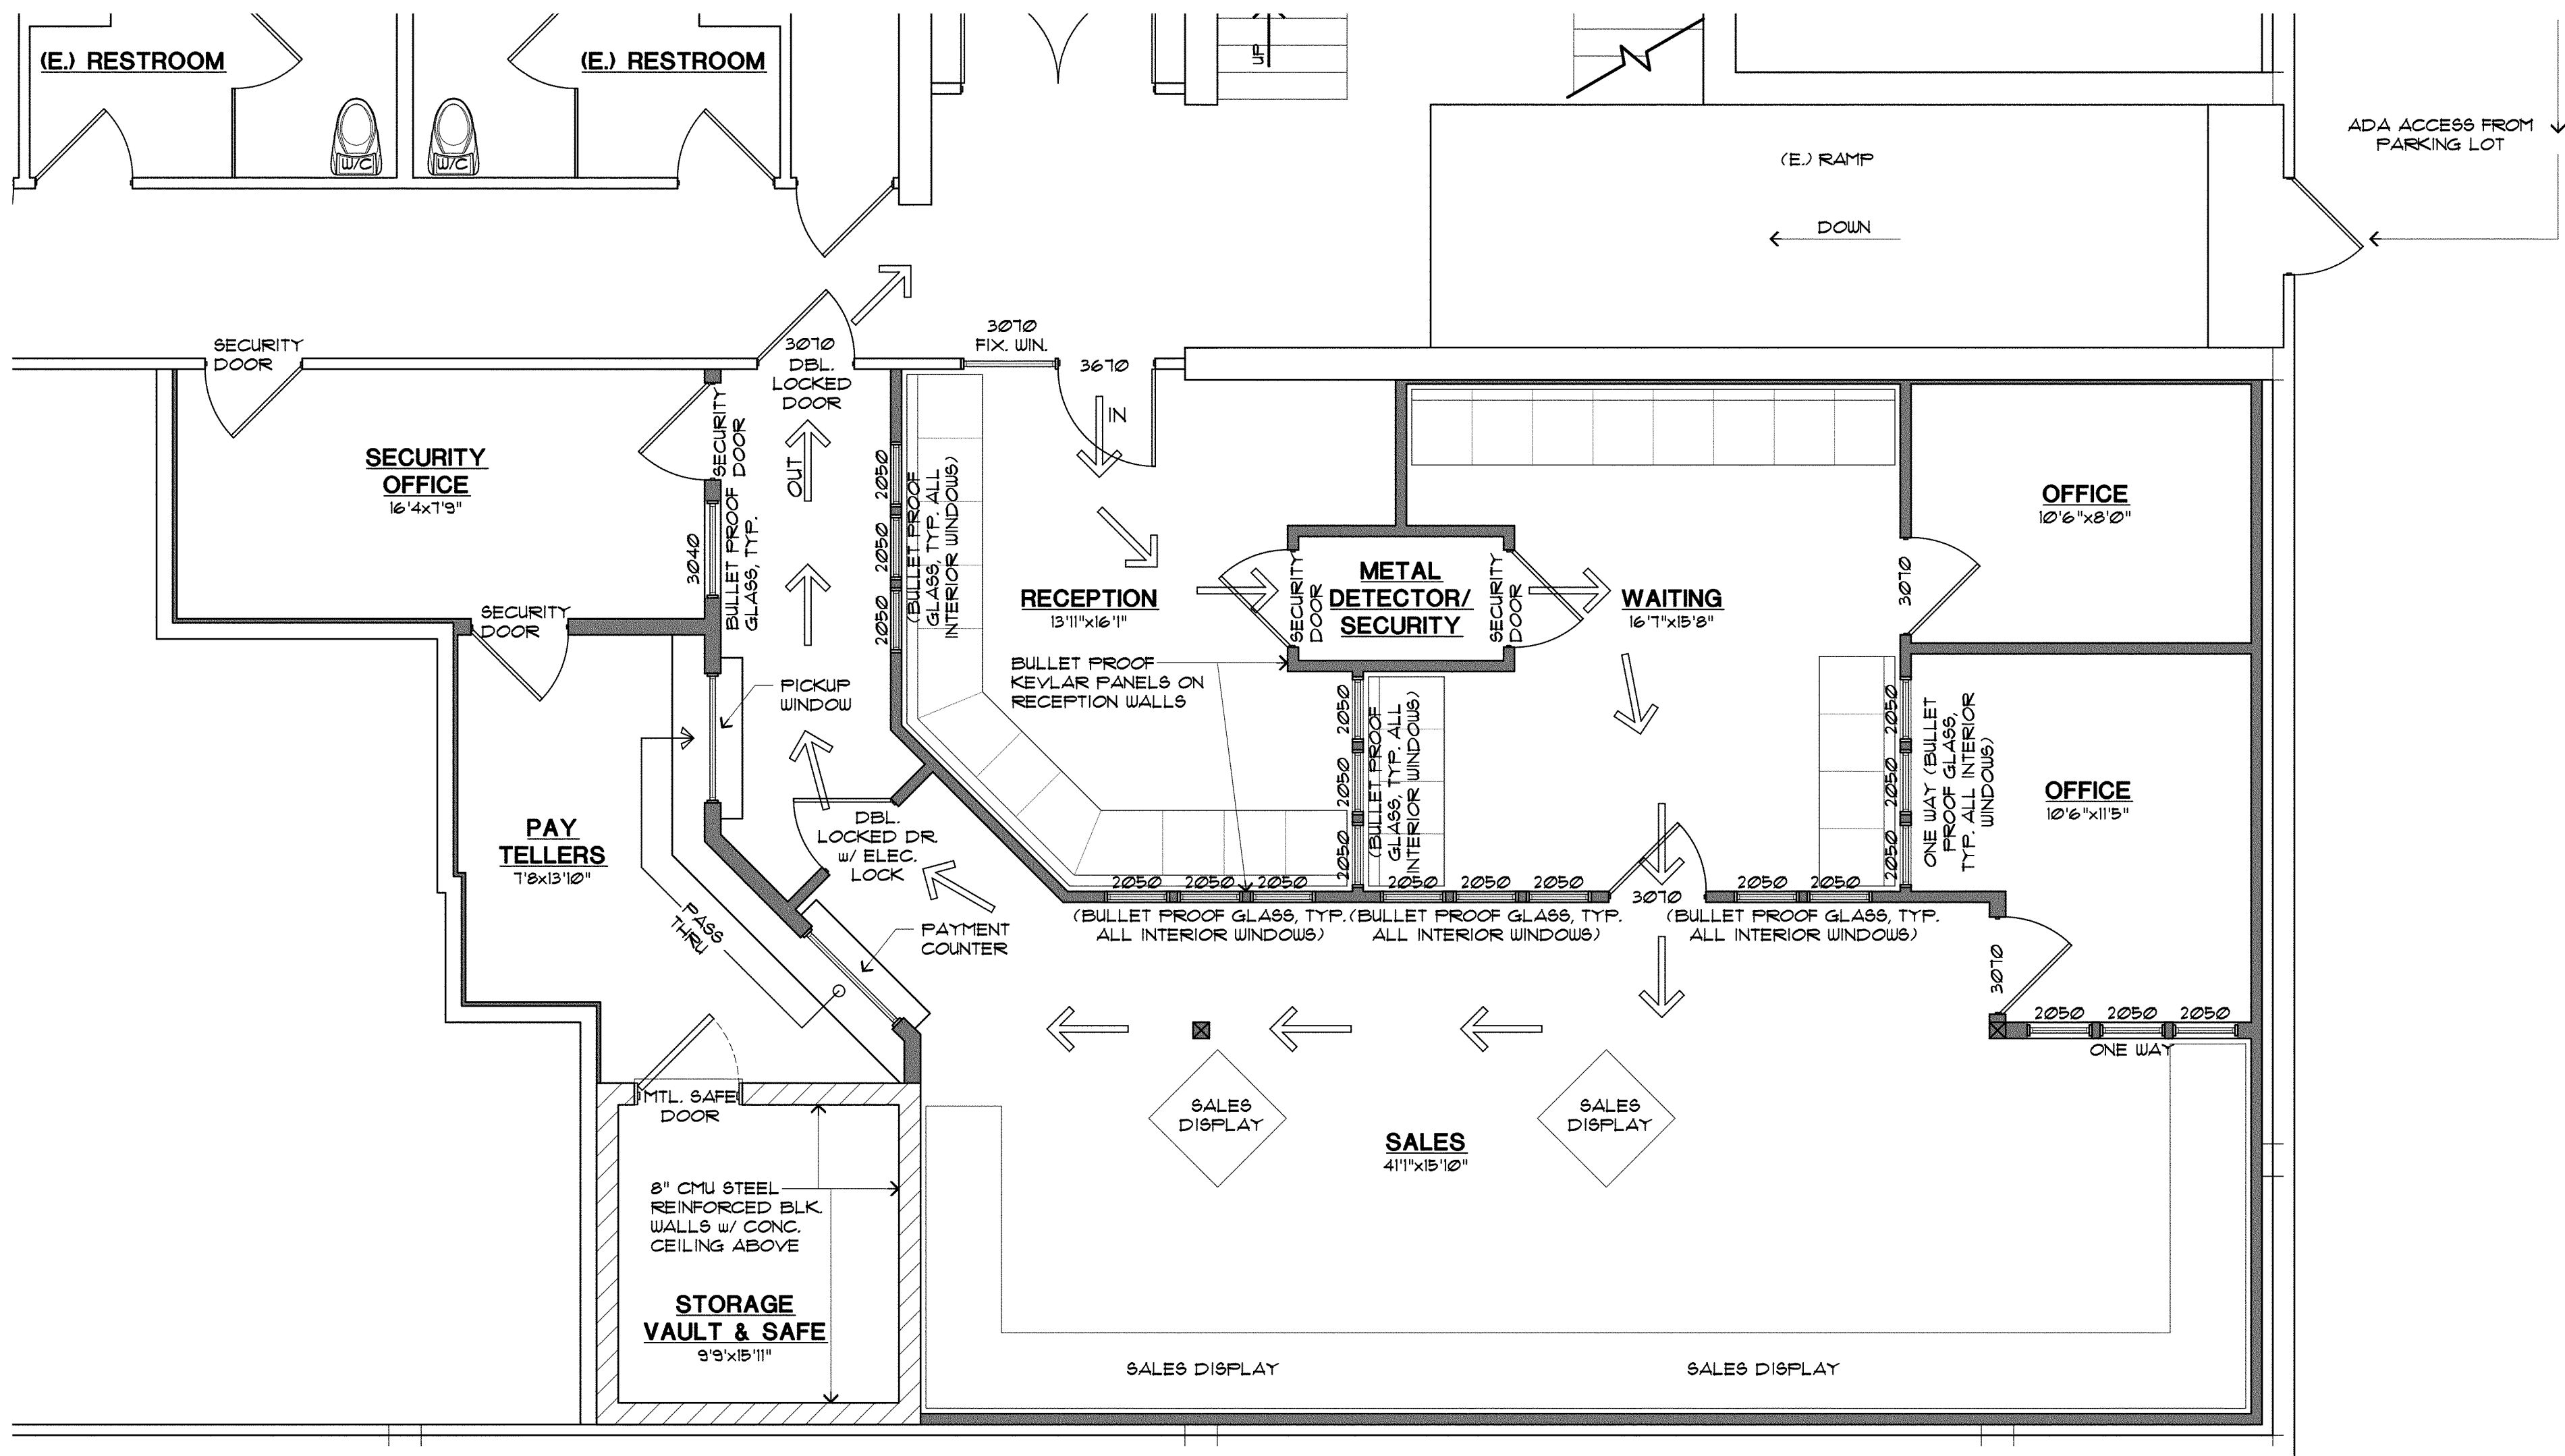 (E.) RESTROOM
(E.) RESTROOM
UP
W/C
W/C
ADA ACCESS FROM
PARKING LOT
(E.) RAMP
DOWN
SECURITY
DOOR
3070
DBL.
LOCKED
DOOR
3070
FIX. WIN.
3670
IN
OUT
SECURITY
DOOR
SECURITY
OFFICE
16'4x7'9"
3040
BULLET PROOF
GLASS, TYP.
2050
2050
2050
(BULLET PROOF
GLASS, TYP. ALL
INTERIOR WINDOWS)
RECEPTION
13'11"x16'1"
SECURITY
DOOR
METAL
DETECTOR/
SECURITY
SECURITY
DOOR
WAITING
16'7"x15'8"
3070
OFFICE
10'6"x8'0"
SECURITY
DOOR
PICKUP
WINDOW
BULLET PROOF
KEVLAR PANELS ON
RECEPTION WALLS
2050
2050
2050
(BULLET PROOF
GLASS, TYP. ALL
INTERIOR WINDOWS)
2050
2050
2050
ONE WAY (BULLET
PROOF GLASS,
TYP. ALL INTERIOR
WINDOWS)
OFFICE
10'6"x11'5"
PAY
TELLERS
7'8x13'10"
DBL.
LOCKED DR.
w/ ELEC.
LOCK
PASS
THRU
PAYMENT
COUNTER
2050 2050 2050
(BULLET PROOF GLASS, TYP.
ALL INTERIOR WINDOWS)
2050 2050 2050
(BULLET PROOF GLASS, TYP.
ALL INTERIOR WINDOWS)
3070
2050 2050
(BULLET PROOF GLASS, TYP.
ALL INTERIOR WINDOWS)
3070
2050 2050 2050
ONE WAY
MTL. SAFE
DOOR
SALES
DISPLAY
SALES
DISPLAY
SALES
41'1"x15'10"
8" CMU STEEL
REINFORCED BLK.
WALLS w/ CONC.
CEILING ABOVE
STORAGE
VAULT & SAFE
9'9'x15'11"
SALES DISPLAY
SALES DISPLAY